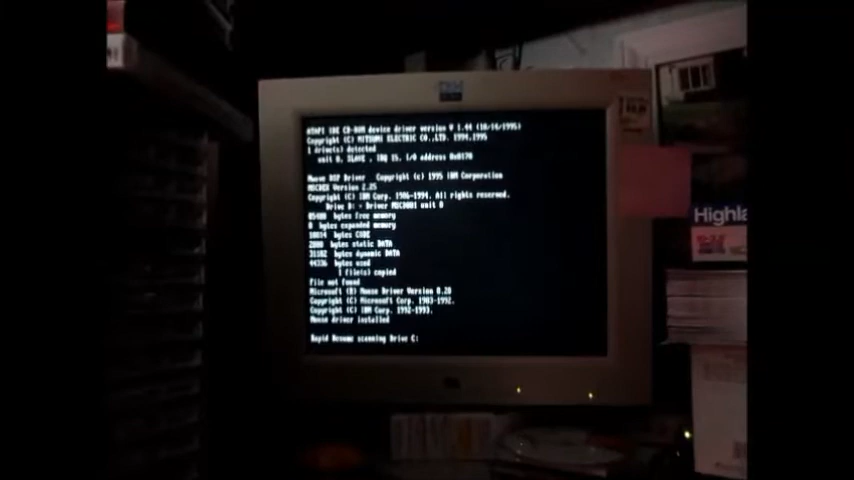 IBM
ATAPI IDE CD-ROM device driver version V 1.44 (10/16/1995)
Copyright (C) MITSUMI ELECTRIC CO.,LTD. 1994,1995
1 drive(s) detected
unit 0, SLAVE , IRQ 15, I/O address 0x0170
Mwave DSP Driver Copyright (c) 1995 IBM Corporation
MSCDEX Version 2.25
Copyright (C) IBM Corp. 1986-1994. All rights reserved.
Drive D: = Driver MSCD001 unit 0
bytes free memory
0 bytes expanded memory
bytes CODE
bytes static DATA
bytes dynamic DATA
bytes used
1 file(s) copied
File not found
Microsoft (R) Mouse Driver Version 8.20
Copyright (C) Microsoft Corp. 1983-1992.
Copyright (C) IBM Corp. 1992-1993.
Mouse driver installed
Rapid Resume scanning Drive C:
Highla